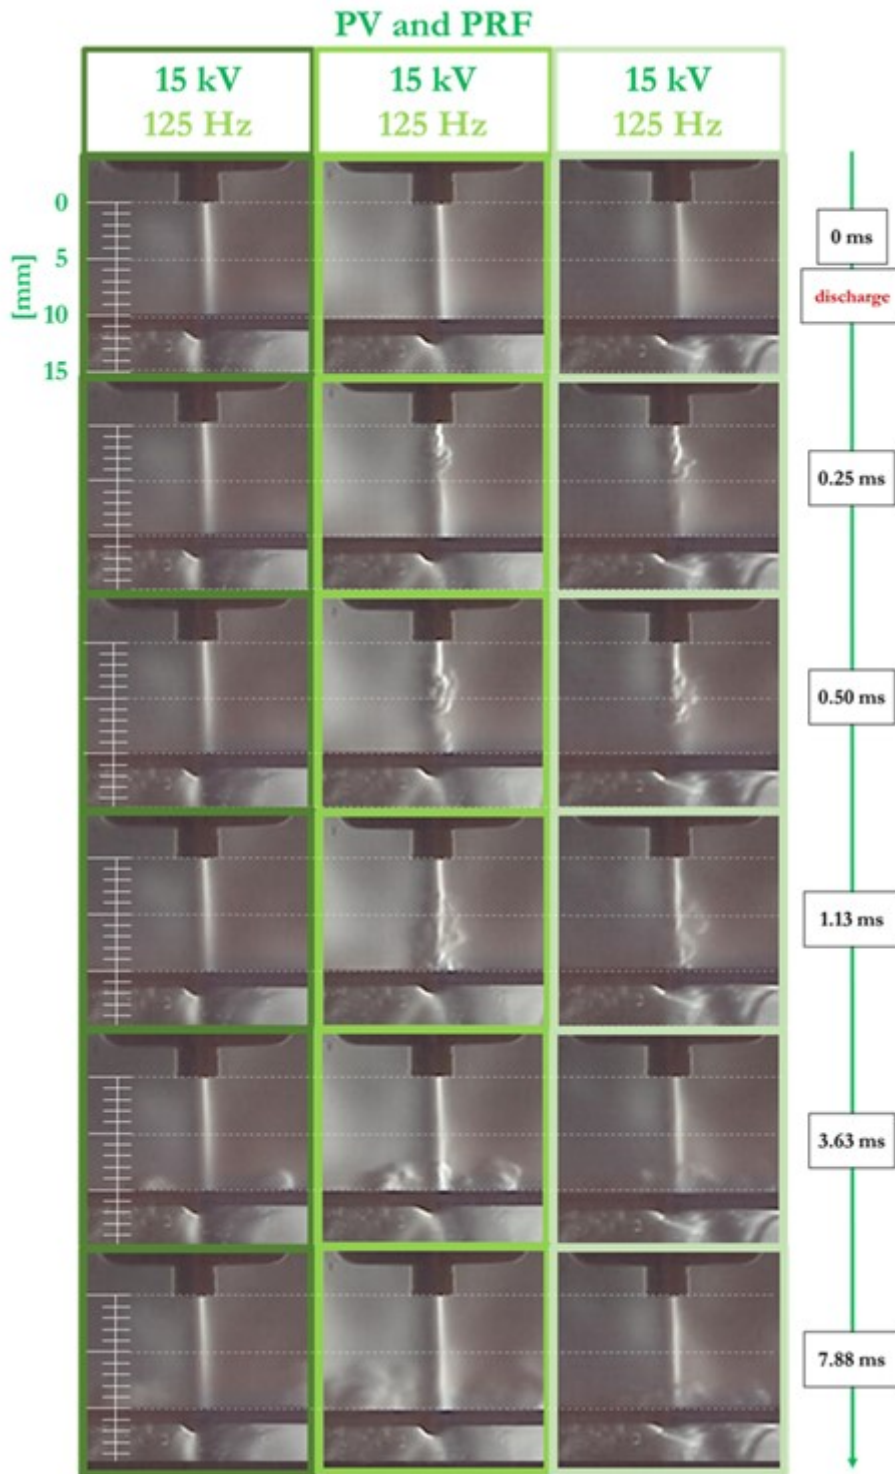 PV and PRF
15 kV
125 Hz
15 kV
125 Hz
15 kV
125 Hz
0
5
10
15
[mm]
0 ms
discharge
0.25 ms
0.50 ms
1.13 ms
3.63 ms
7.88 ms